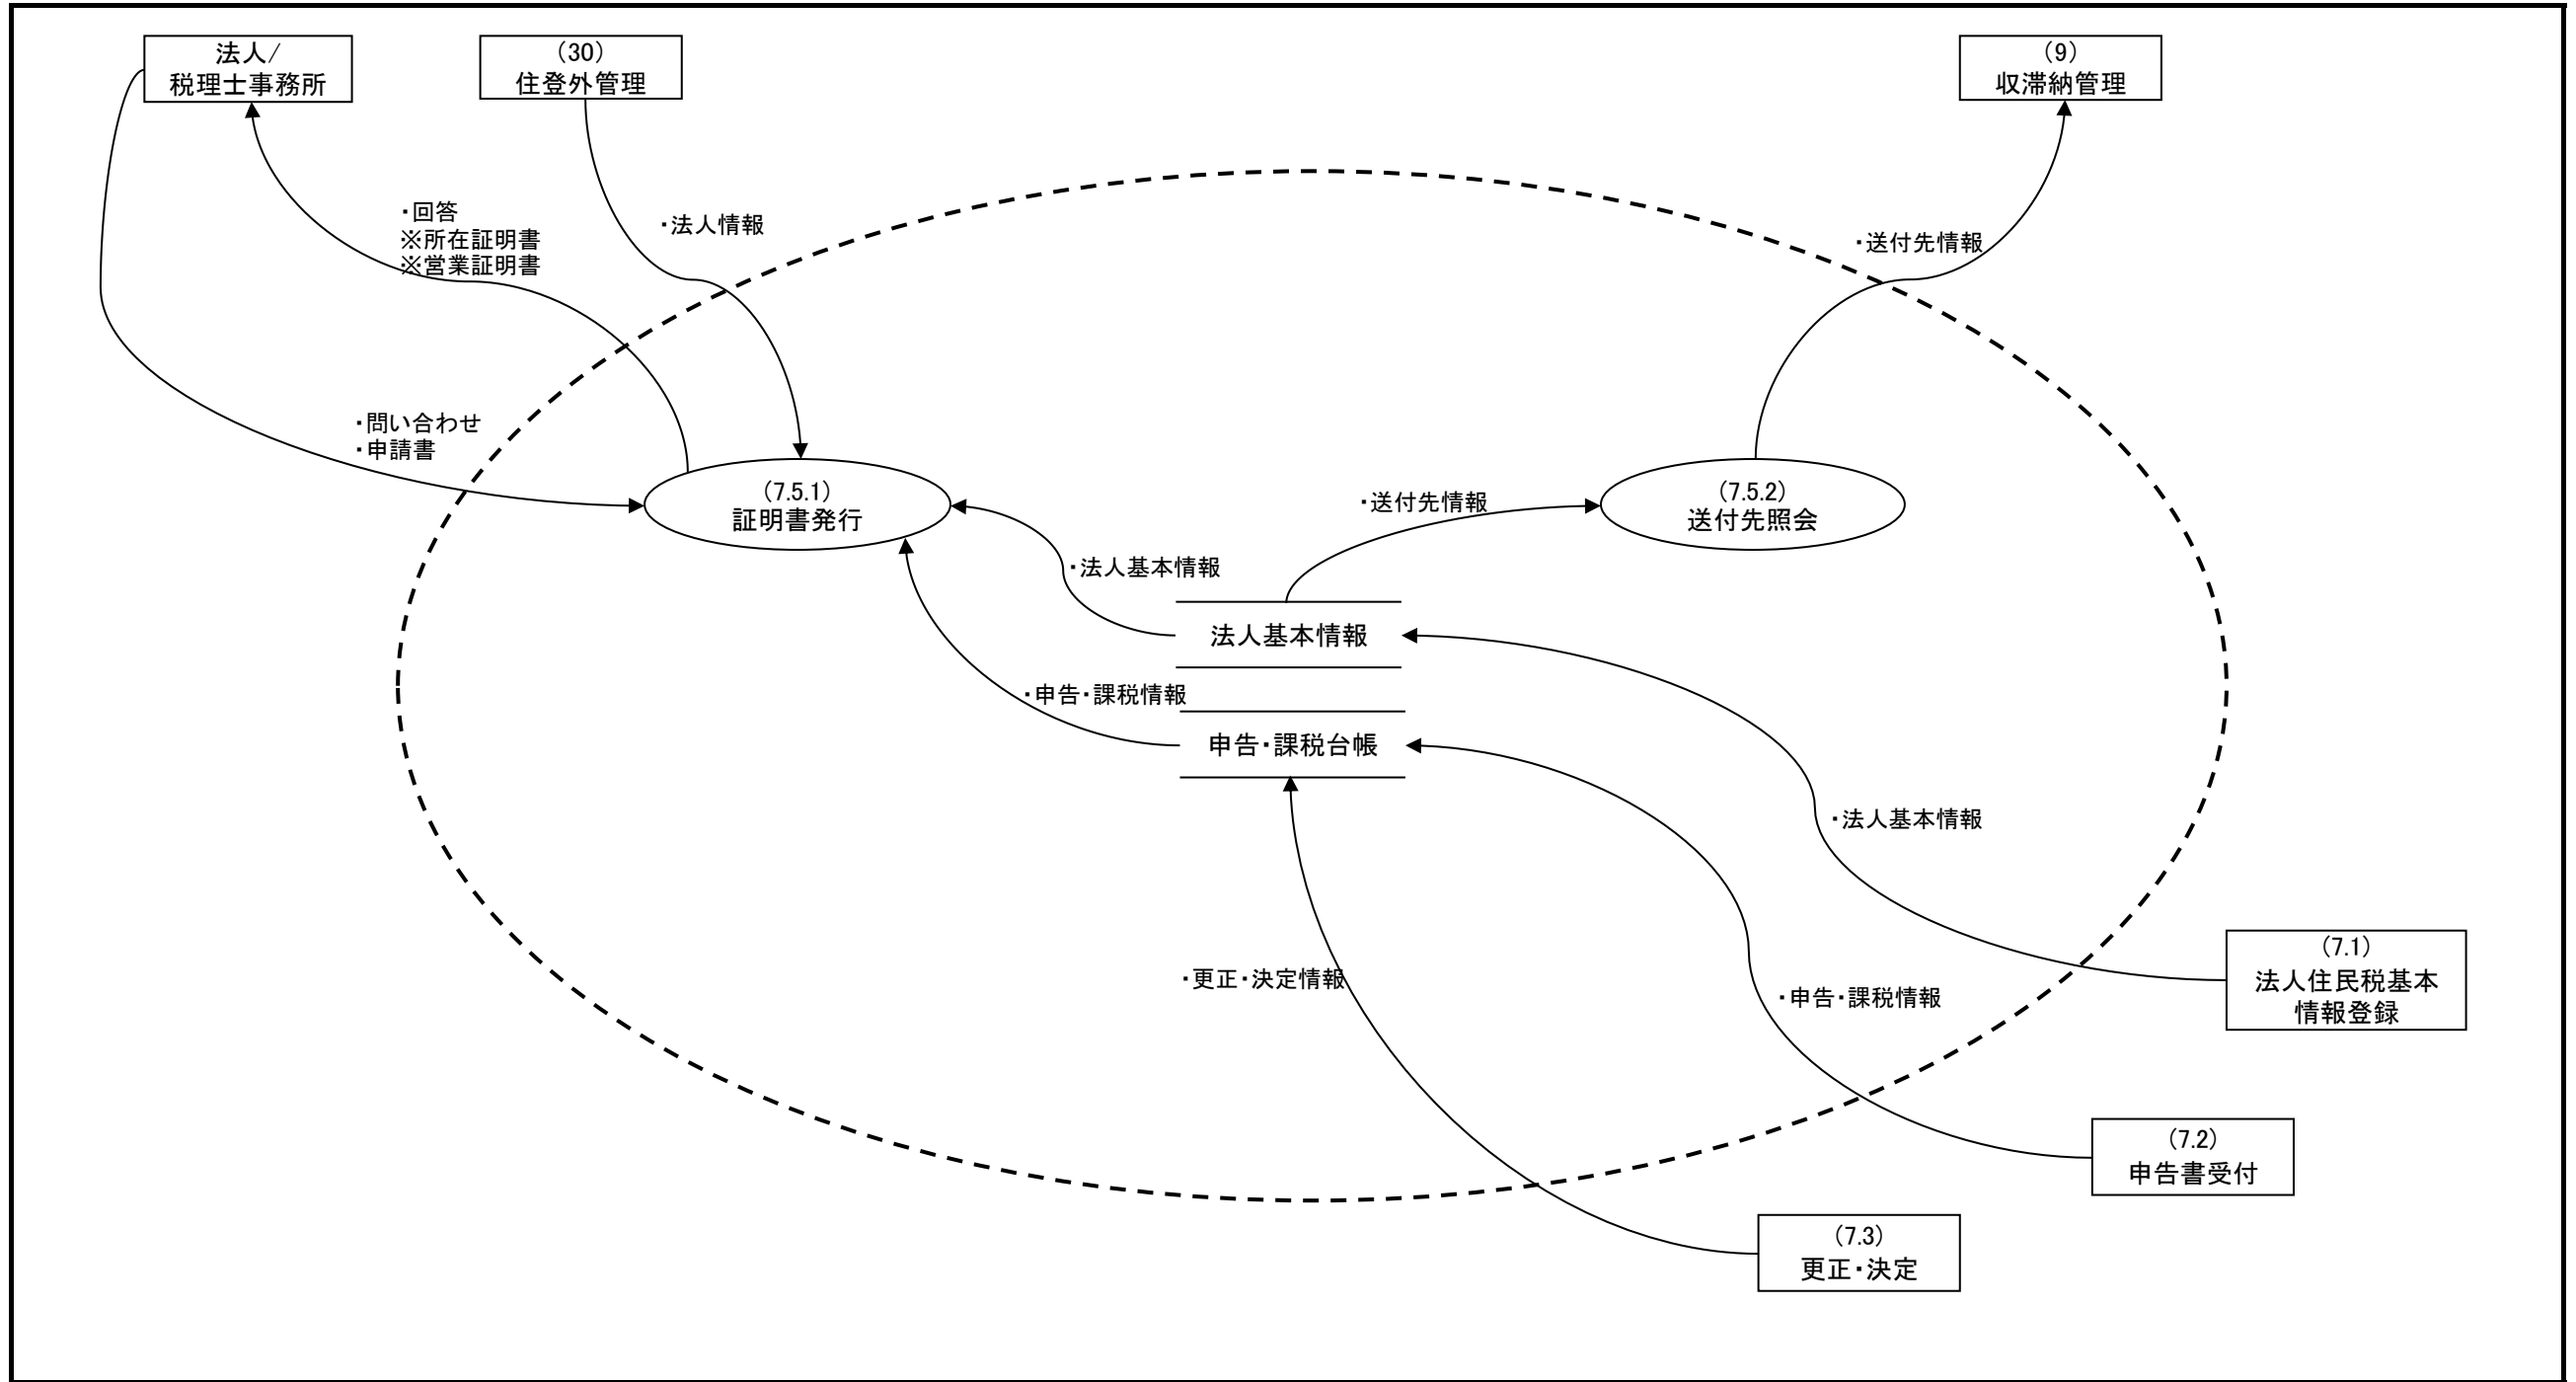 法人/
税理士事務所
（30）
住登外管理
（9）
収滞納管理
・回答
※所在証明書
※営業証明書
・法人情報
・送付先情報
・問い合わせ
・申請書
（7.5.1）
証明書発行
・送付先情報
（7.5.2）
送付先照会
・法人基本情報
法人基本情報
・申告・課税情報
申告・課税台帳
・法人基本情報
・更正・決定情報
・申告・課税情報
（7.1）
法人住民税基本
情報登録
（7.2）
申告書受付
（7.3）
更正・決定